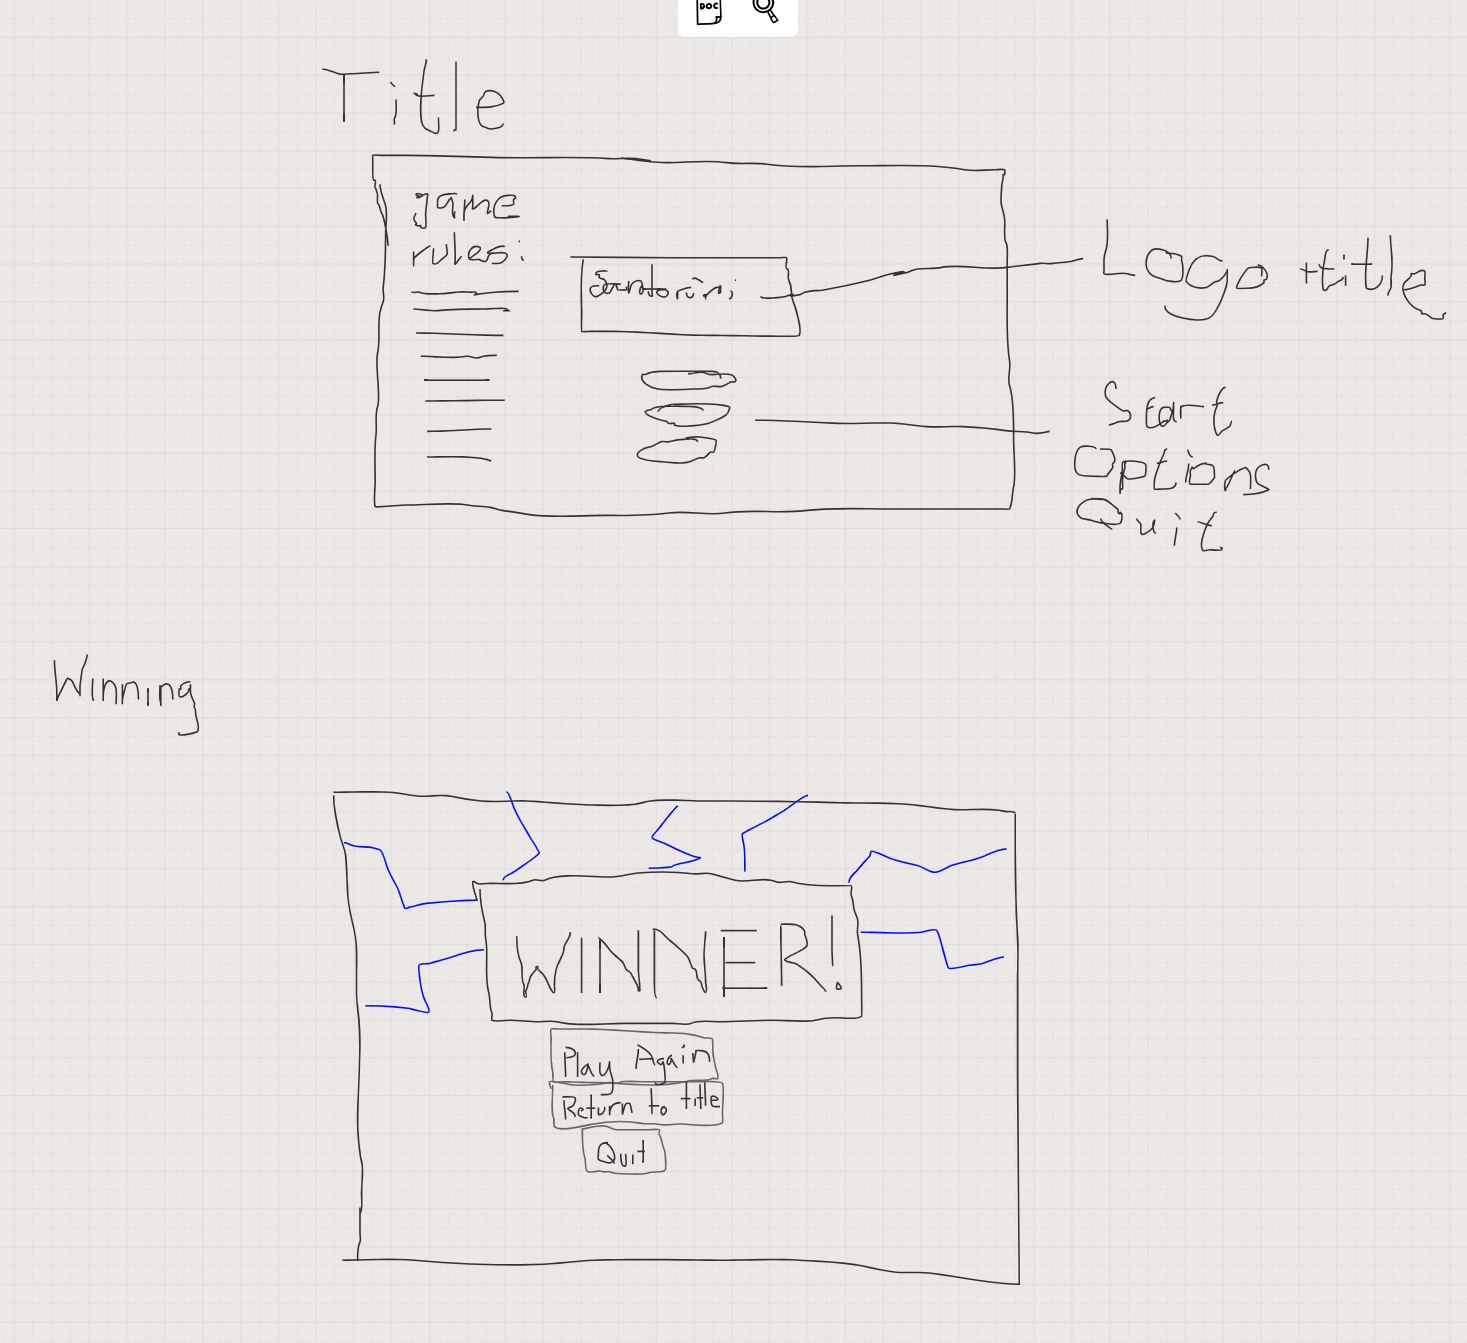 DOC
Title
game
rules:
Santorini
Logo + title
Start
Options
Quit
Winning
WINNER!
Play Again
Return to title
Quit